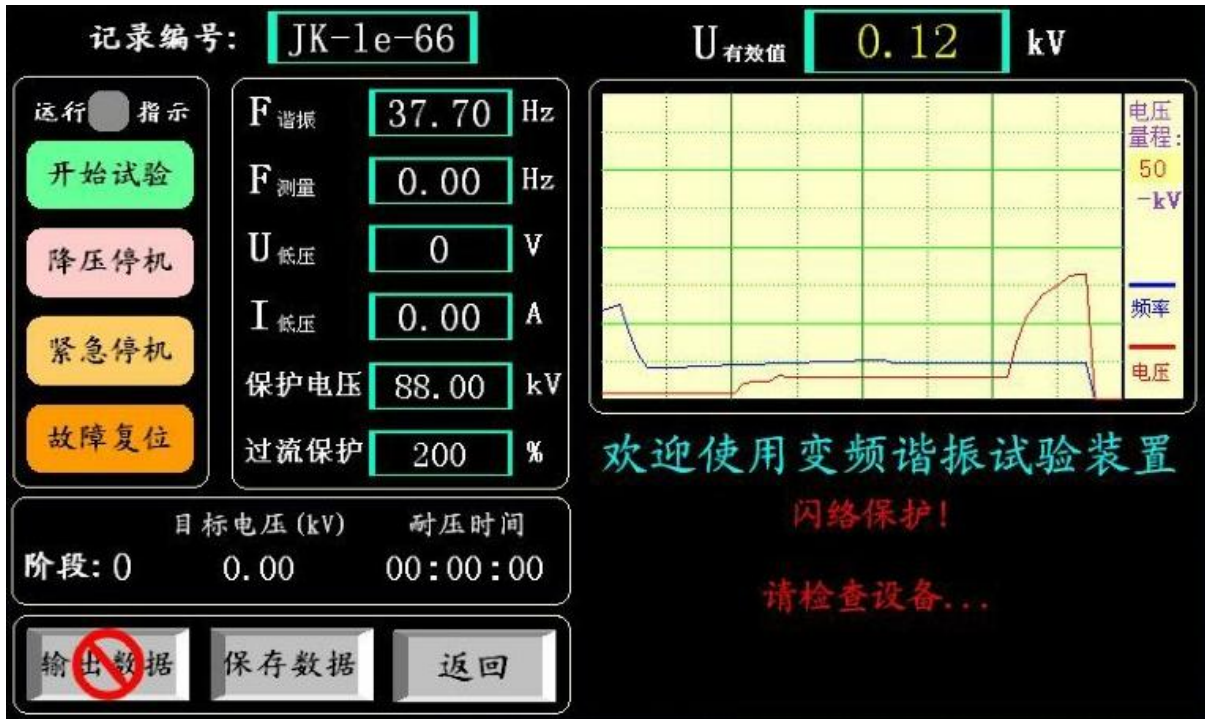 记录编号: JK-1e-66
U有效值 0.12 kV
运行 指示
开始试验
降压停机
紧急停机
故障复位
F谐振 37.70 Hz
F测量 0.00 Hz
U低压 0 V
I低压 0.00 A
保护电压 88.00 kV
过流保护 200 %
电压
量程:
50
-kV
频率
电压
欢迎使用变频谐振试验装置
闪络保护!
请检查设备...
目标电压(kV) 耐压时间
阶段: 0 0.00 00:00:00
输出数据 保存数据 返回